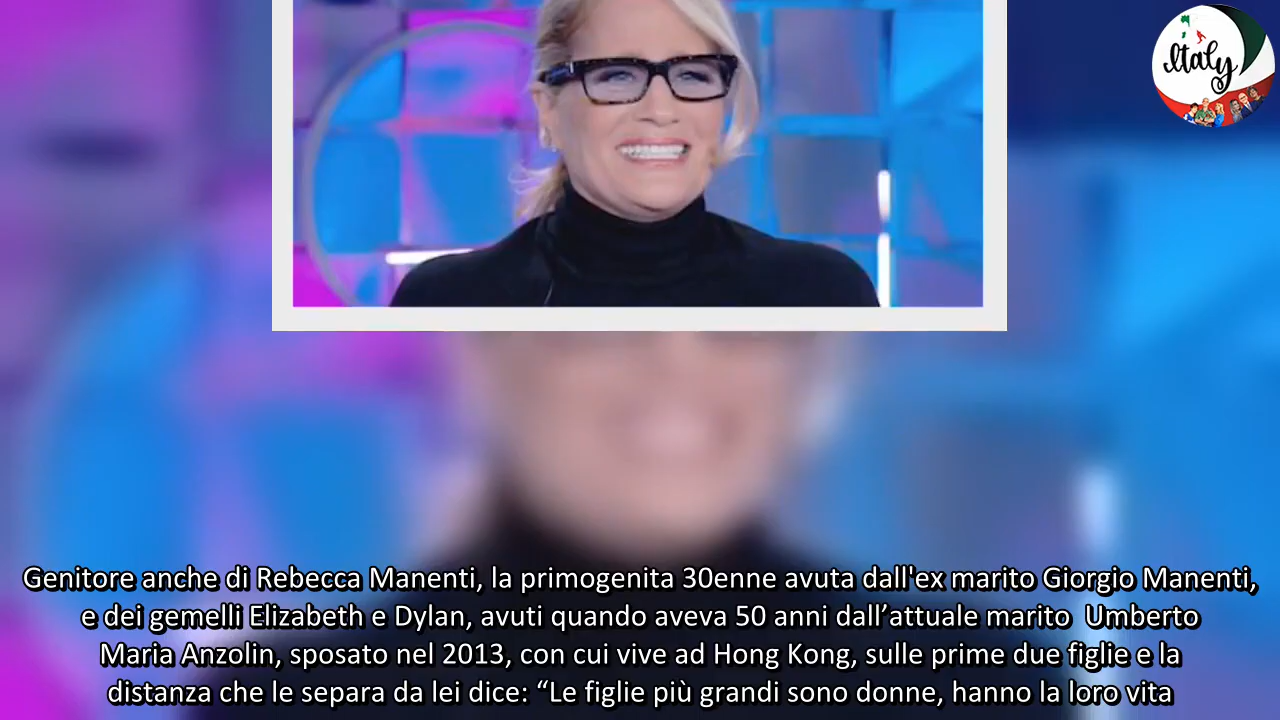 Italy
Genitore anche di Rebecca Manenti, la primogenita 30enne avuta dall'ex marito Giorgio Manenti,
e dei gemelli Elizabeth e Dylan, avuti quando aveva 50 anni dall’attuale marito  Umberto
Maria Anzolin, sposato nel 2013, con cui vive ad Hong Kong, sulle prime due figlie e la
distanza che le separa da lei dice: “Le figlie più grandi sono donne, hanno la loro vita